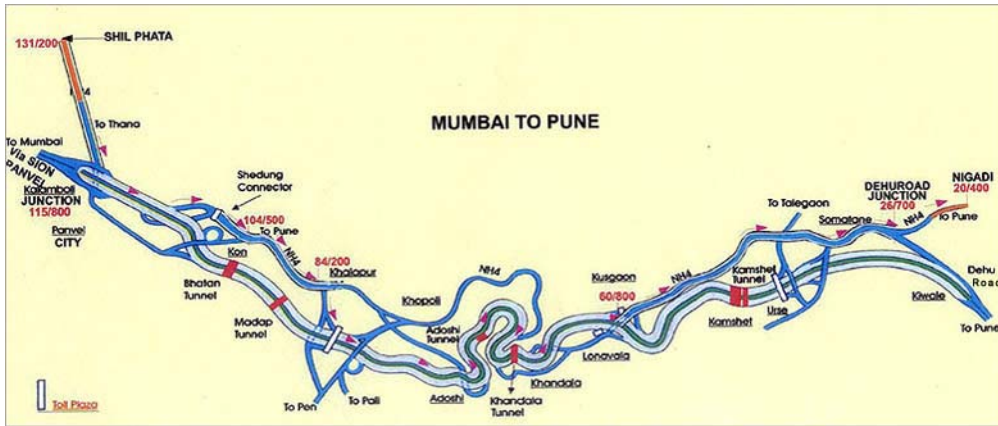 SHIL PHATA
131/200
NH4
To Thana
MUMBAI TO PUNE
To Mumbai
Via SION
PANVEL
Kalamboli
JUNCTION
115/800
Panvel
CITY
Shedung
Connector
104/500
To Pune
NH4
Kon
Bhatan
Tunnel
Madap
Tunnel
84/200
Khalapur
Khopoli
NH4
Adoshi
Tunnel
To Pen
To Pali
Adoshi
Khandala
Tunnel
Khandala
Lonavala
Kusgaon
60/800
NH4
Kamshet
Tunnel
Kamshet
To Talegaon
Urse
Somatane
DEHUROAD
JUNCTION
26/700
NH4
NIGADI
20/400
To Pune
Dehu
Road
Kiwale
To Pune
Toll Plaza